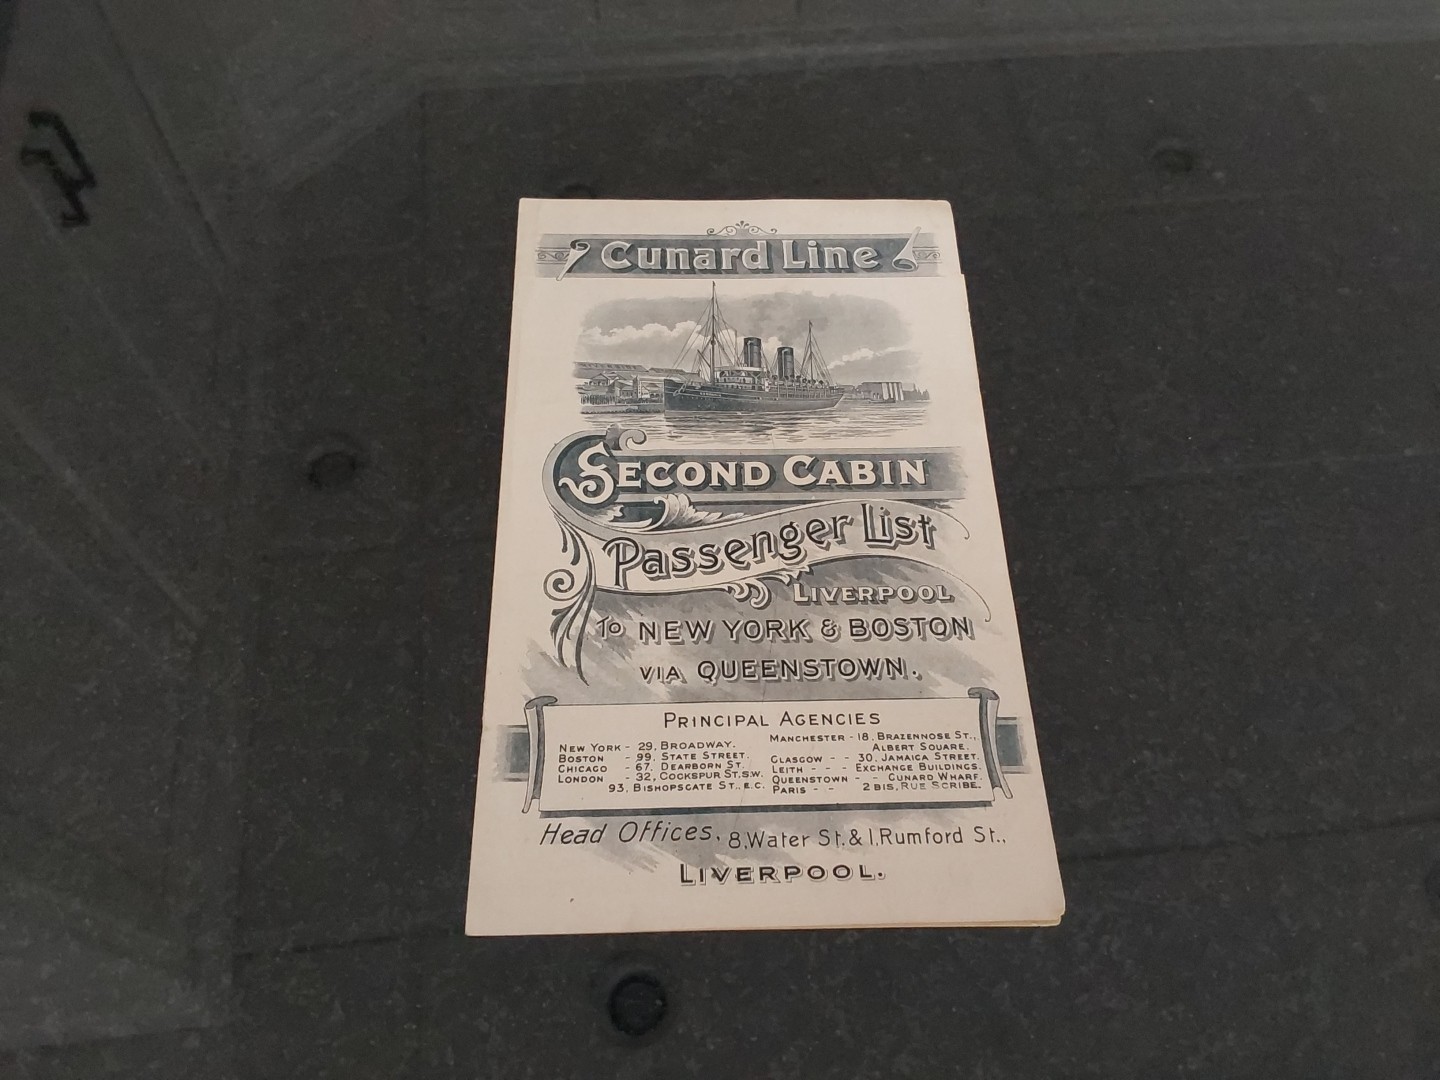 Cunard Line
SECOND CABIN
Passenger List
LIVERPOOL
To NEW YORK & BOSTON
VIA QUEENSTOWN.
PRINCIPAL AGENCIES
NEW YORK - 29, BROADWAY.
BOSTON - 99, STATE STREET.
CHICAGO - 67, DEARBORN ST.
LONDON - 32, COCKSPUR ST, S.W.
93, BISHOPSGATE ST., E.C.
MANCHESTER - 18, BRAZENNOSE ST.,
ALBERT SQUARE.
GLASGOW - - 30, JAMAICA STREET.
LEITH - - - EXCHANGE BUILDINGS.
QUEENSTOWN - - CUNARD WHARF.
PARIS - - 2 BIS, RUE SCRIBE.
Head Offices, 8, Water St. & 1, Rumford St.,
LIVERPOOL.